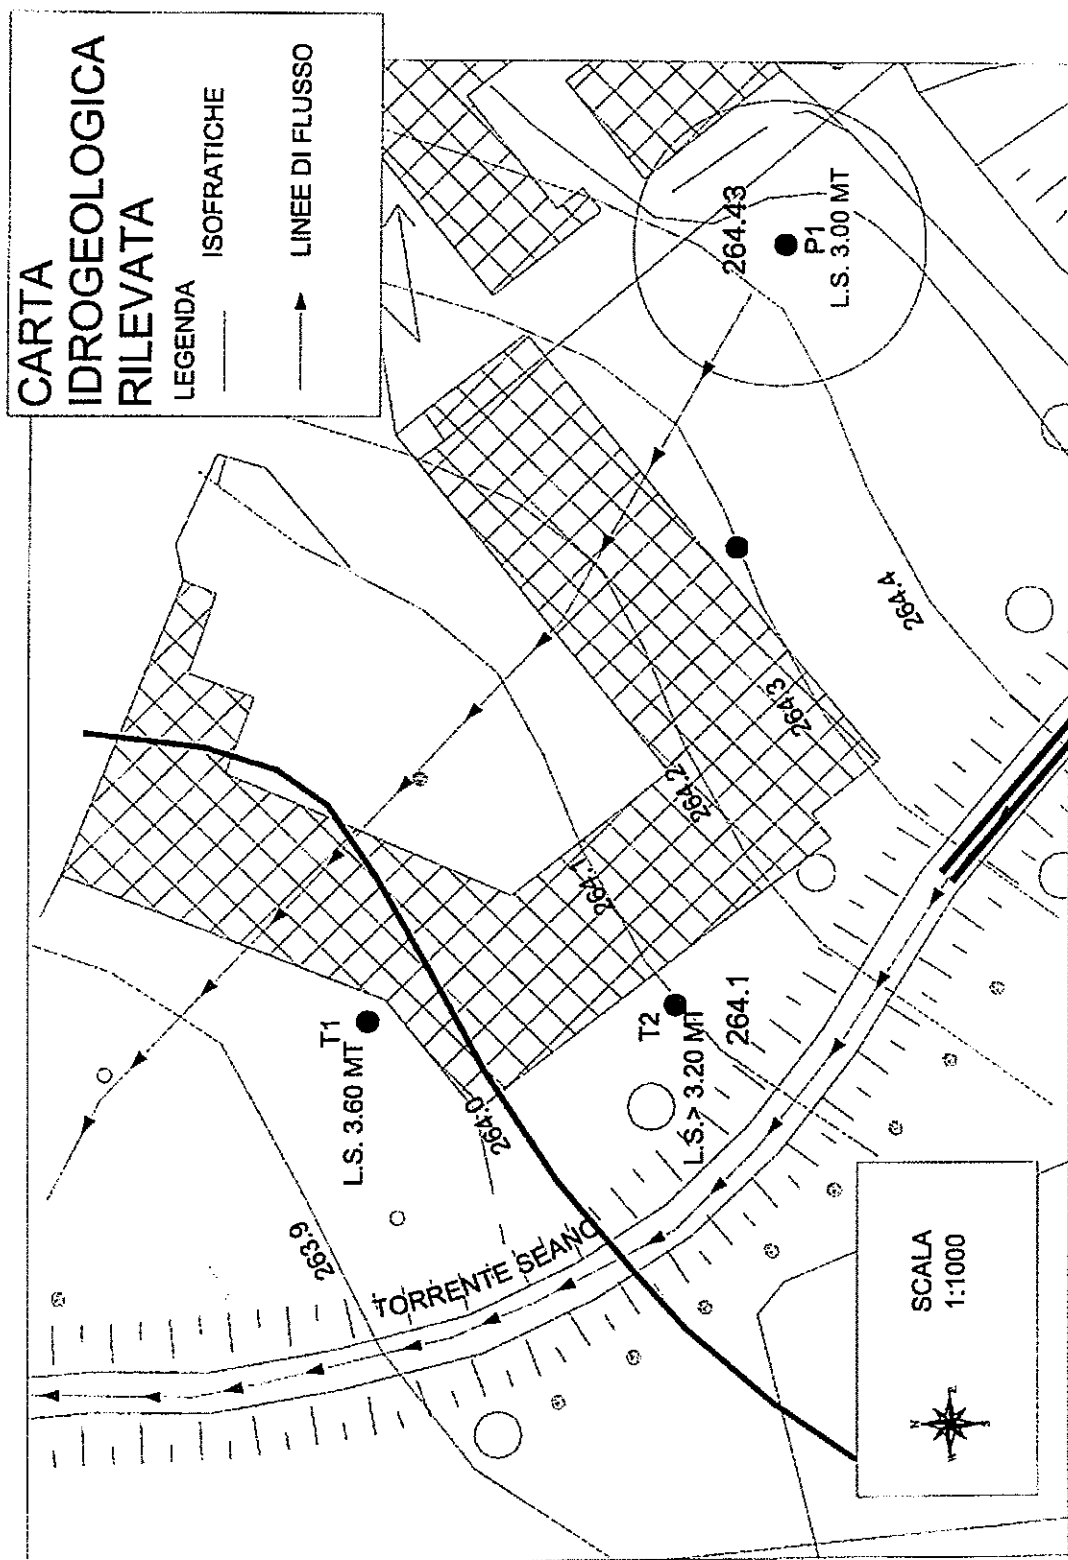 CARTA
IDROGEOLOGICA
RILEVATA
LEGENDA
ISOFRATICHE
LINEE DI FLUSSO
264.43
P1
L.S. 3.00 MT
264.4
264.3
264.2
264.1
T1
L.S. 3.60 MT
T2
L.S.> 3.20 MT
264.1
264.0
263.9
TORRENTE SEANO
SCALA
1:1000
N
W
E
S